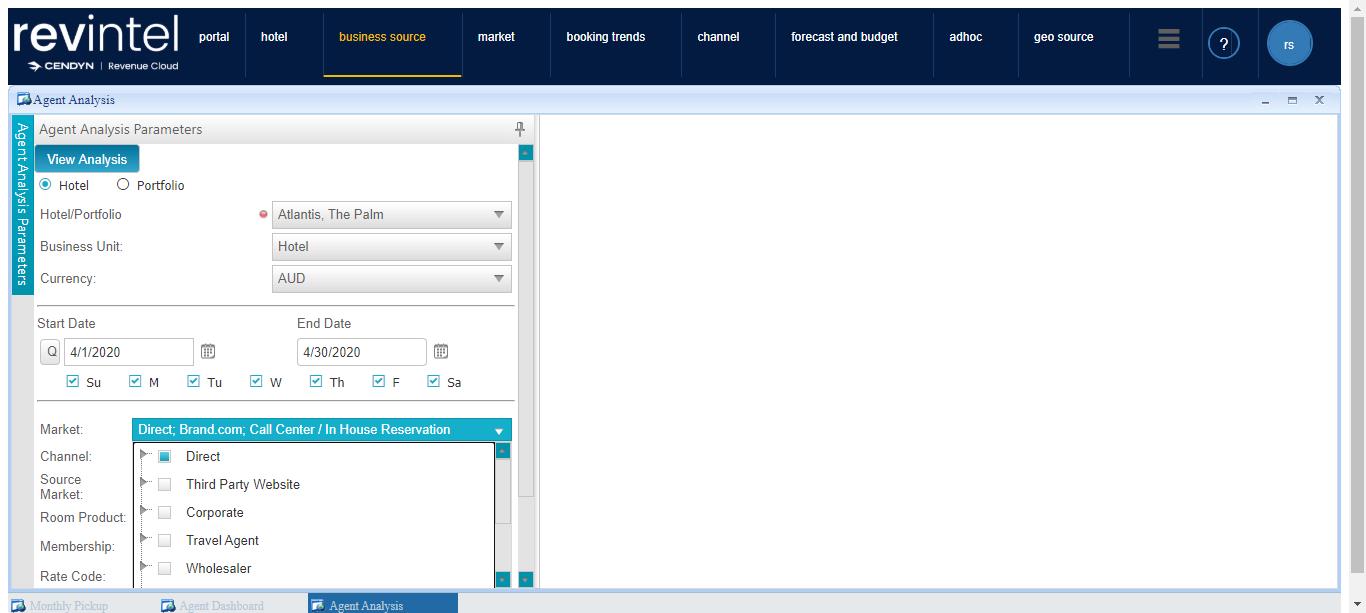 revintel
CENDYN | Revenue Cloud
portal
hotel
business source
market
booking trends
channel
forecast and budget
adhoc
geo source
?
rs
Agent Analysis
Agent Analysis Parameters
Agent Analysis Parameters
View Analysis
Hotel
Portfolio
Hotel/Portfolio
Atlantis, The Palm
Business Unit:
Hotel
Currency:
AUD
Start Date
End Date
Q
4/1/2020
4/30/2020
Su
M
Tu
W
Th
F
Sa
Market:
Direct; Brand.com; Call Center / In House Reservation
Channel:
Direct
Source
Market:
Third Party Website
Room Product:
Corporate
Membership:
Travel Agent
Rate Code:
Wholesaler
Monthly Pickup
Agent Dashboard
Agent Analysis